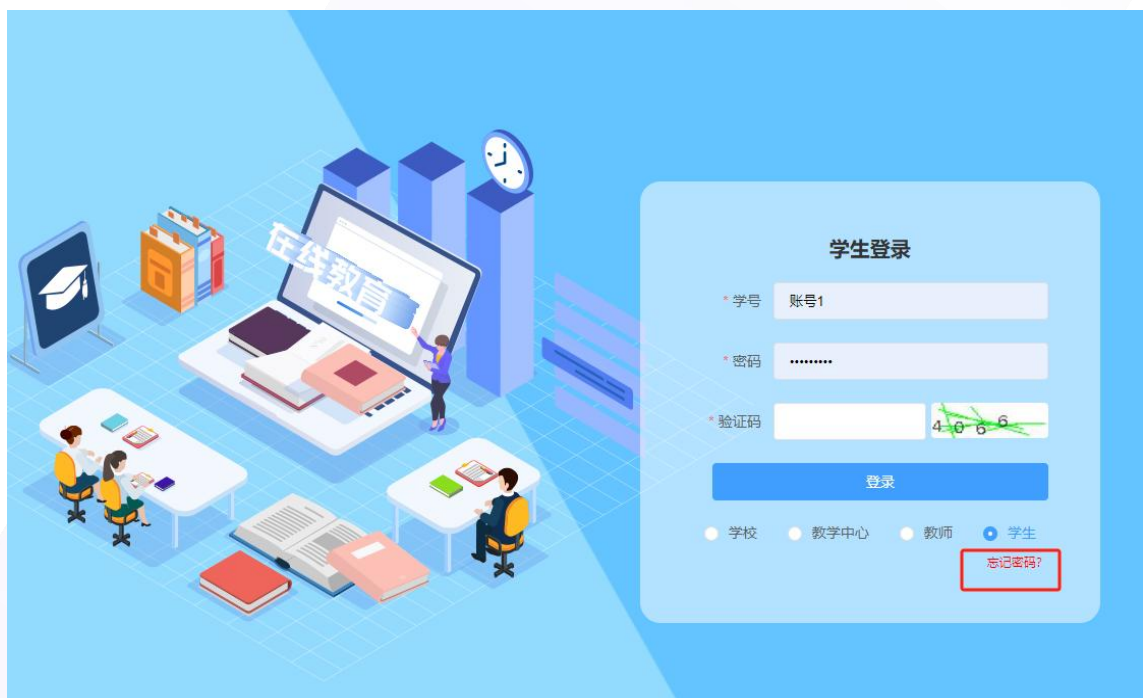 在线教育
学生登录
* 学号 账号1
* 密码 •••••••••
* 验证码 4066
登录
学校 教学中心 教师 学生
忘记密码?